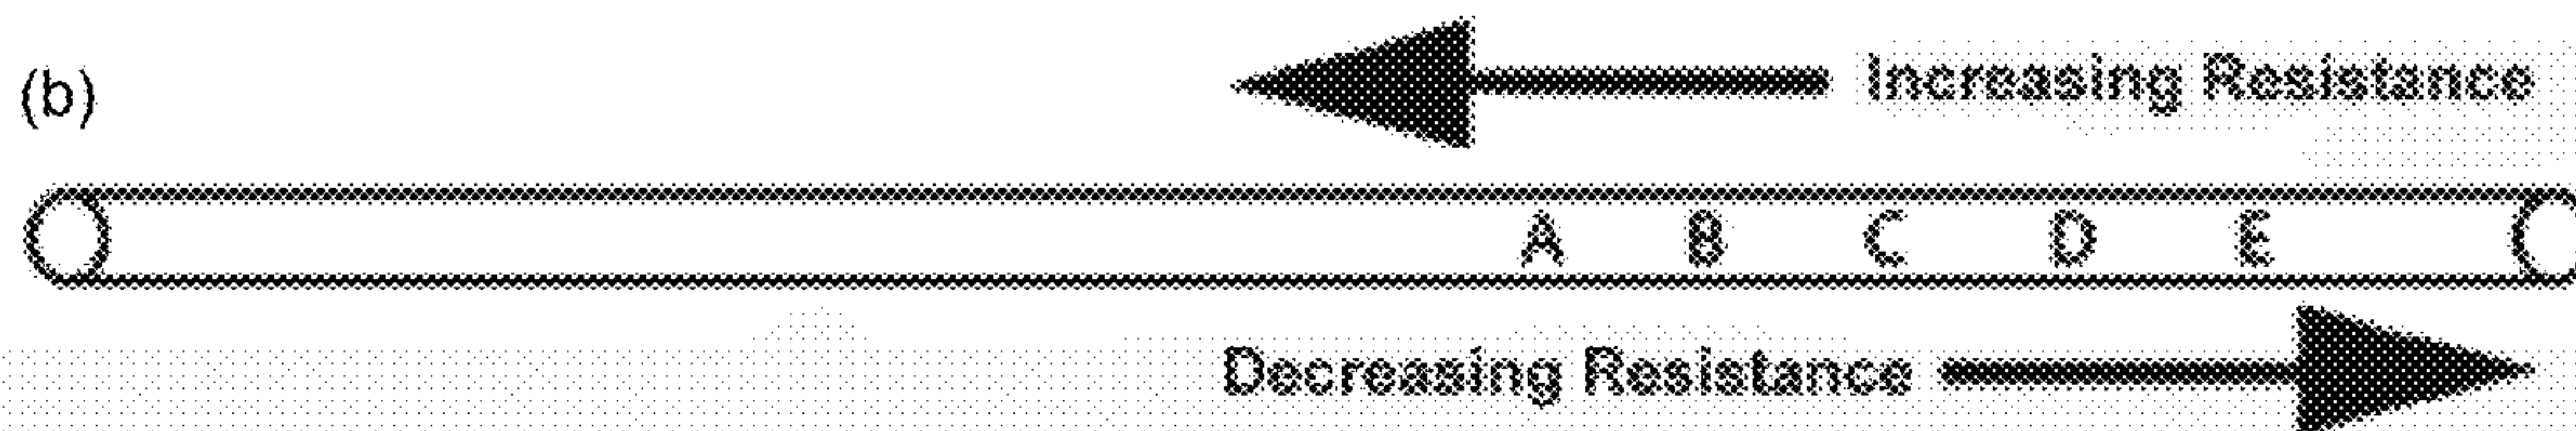 (b)
Increasing Resistance
A B C D E
Decreasing Resistance